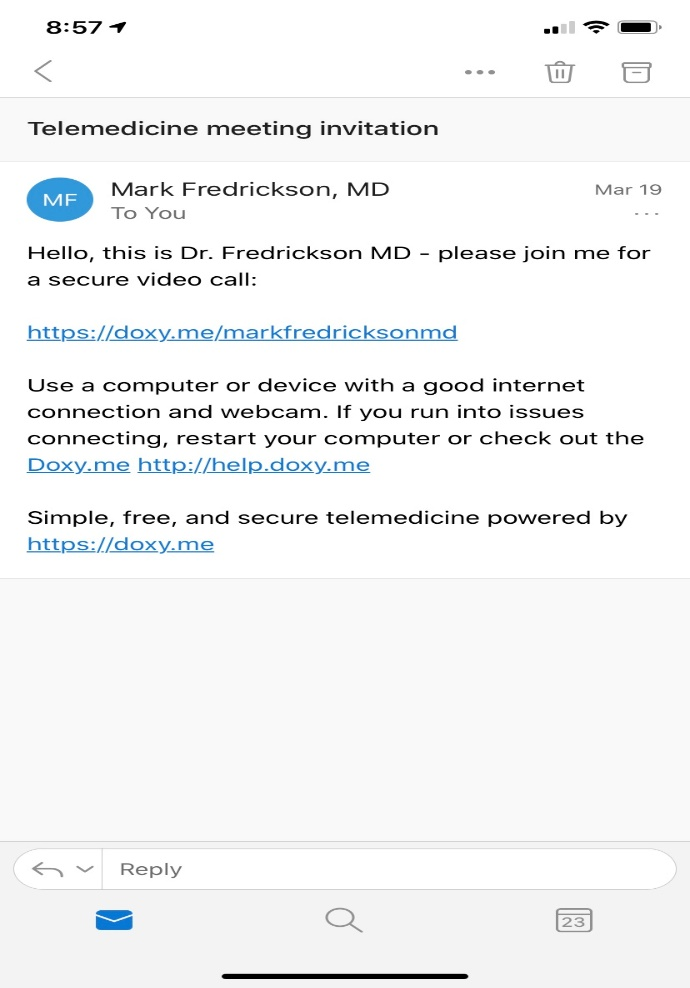 8:57
Telemedicine meeting invitation
MF
Mark Fredrickson, MD
Mar 19
To You
Hello, this is Dr. Fredrickson MD – please join me for
a secure video call:
https://doxy.me/markfredricksonmd
Use a computer or device with a good internet
connection and webcam. If you run into issues
connecting, restart your computer or check out the
Doxy.me http://help.doxy.me
Simple, free, and secure telemedicine powered by
https://doxy.me
Reply
23